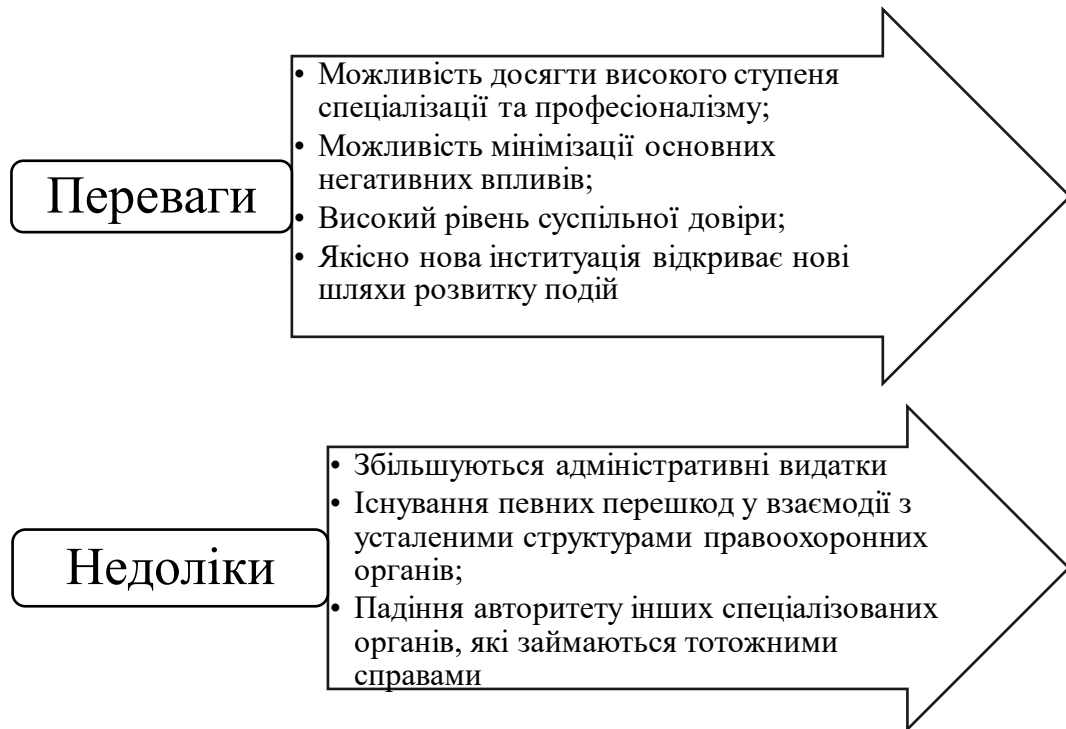 Переваги
• Можливість досягти високого ступеня
спеціалізації та професіоналізму;
• Можливість мінімізації основних
негативних впливів;
• Високий рівень суспільної довіри;
• Якісно нова інституація відкриває нові
шляхи розвитку подій
Недоліки
• Збільшуються адміністративні видатки
• Існування певних перешкод у взаємодії з
усталеними структурами правоохоронних
органів;
• Падіння авторитету інших спеціалізованих
органів, які займаються тотожними
справами